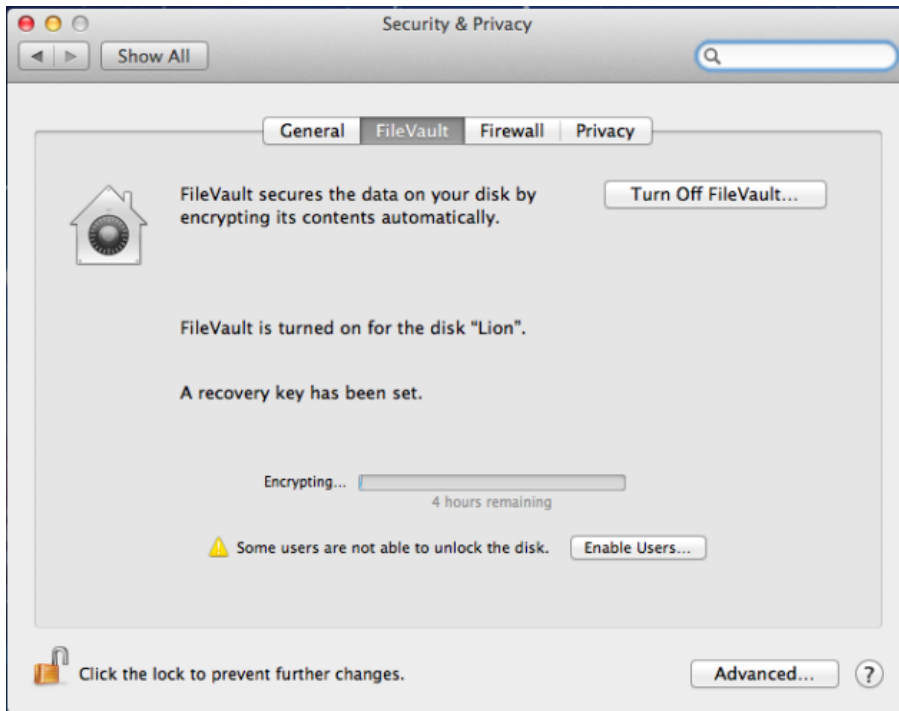 Security & Privacy
Show All
General FileVault Firewall Privacy
FileVault secures the data on your disk by
encrypting its contents automatically.
Turn Off FileVault...
FileVault is turned on for the disk “Lion”.
A recovery key has been set.
Encrypting...
4 hours remaining
Some users are not able to unlock the disk.
Enable Users...
Click the lock to prevent further changes.
Advanced...
?